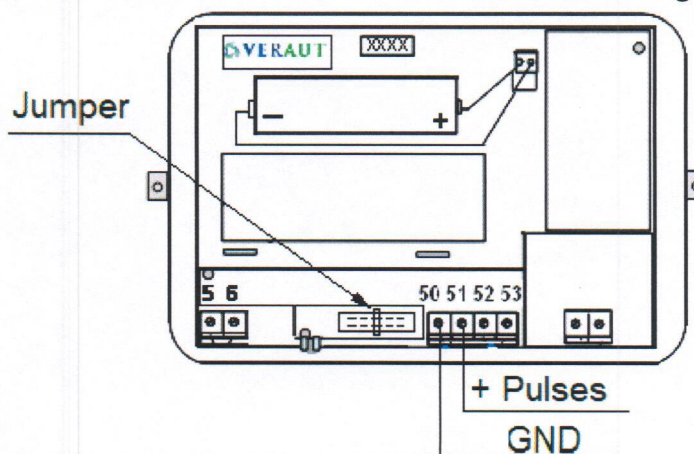 VERAUT
XXXX
Jumper
− +
5 6
50 51 52 53
+ Pulses
GND